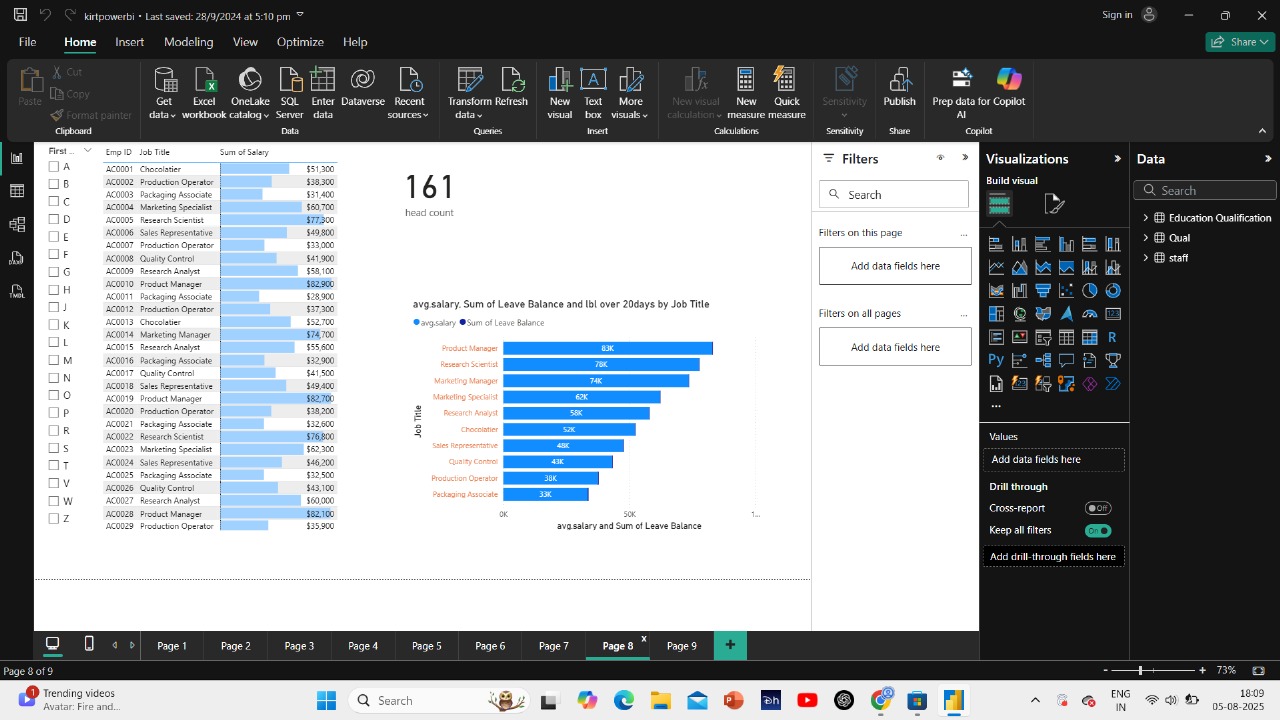 kirtpowerbi • Last saved: 28/9/2024 at 5:10 pm
Sign in
File Home Insert Modeling View Optimize Help
Share
Paste
Cut
Copy
Format painter
Clipboard
Get data
Excel workbook
OneLake catalog
SQL Server
Enter data
Dataverse
Recent sources
Data
Transform data
Refresh
Queries
New visual
Text box
More visuals
Insert
New visual calculation
New measure
Quick measure
Calculations
Sensitivity
Sensitivity
Publish
Share
Prep data for AI
Copilot
Copilot
First ...
A
B
C
D
E
F
G
H
J
K
L
M
N
O
P
R
S
T
V
W
Z
Emp ID Job Title Sum of Salary
AC0001 Chocolatier $51,300
AC0002 Production Operator $38,300
AC0003 Packaging Associate $31,400
AC0004 Marketing Specialist $60,700
AC0005 Research Scientist $77,300
AC0006 Sales Representative $49,800
AC0007 Production Operator $33,000
AC0008 Quality Control $41,900
AC0009 Research Analyst $58,100
AC0010 Product Manager $82,900
AC0011 Packaging Associate $28,900
AC0012 Production Operator $37,300
AC0013 Chocolatier $52,700
AC0014 Marketing Manager $74,700
AC0015 Research Analyst $55,600
AC0016 Packaging Associate $32,900
AC0017 Quality Control $41,500
AC0018 Sales Representative $49,400
AC0019 Product Manager $82,700
AC0020 Production Operator $38,200
AC0021 Packaging Associate $32,600
AC0022 Research Scientist $76,800
AC0023 Marketing Specialist $62,300
AC0024 Sales Representative $46,200
AC0025 Packaging Associate $32,500
AC0026 Quality Control $43,100
AC0027 Research Analyst $60,000
AC0028 Product Manager $82,100
AC0029 Production Operator $35,900
161
head count
avg.salary, Sum of Leave Balance and lbl over 20days by Job Title
avg.salary Sum of Leave Balance
Job Title
Product Manager 83K
Research Scientist 78K
Marketing Manager 74K
Marketing Specialist 62K
Research Analyst 58K
Chocolatier 52K
Sales Representative 48K
Quality Control 43K
Production Operator 38K
Packaging Associate 33K
0K 50K 1...
avg.salary and Sum of Leave Balance
Filters
Search
Filters on this page ...
Add data fields here
Filters on all pages ...
Add data fields here
Visualizations
Build visual
123
R
Py
...
Values
Add data fields here
Drill through
Cross-report Off
Keep all filters On
Add drill-through fields here
Data
Search
Education Qualification
Qual
staff
DAX
TMDL
Page 1 Page 2 Page 3 Page 4 Page 5 Page 6 Page 7 Page 8 x Page 9 +
Page 8 of 9
- + 73%
1
Trending videos
Avatar: Fire and...
Search
ENG
IN
18:09
05-08-2025